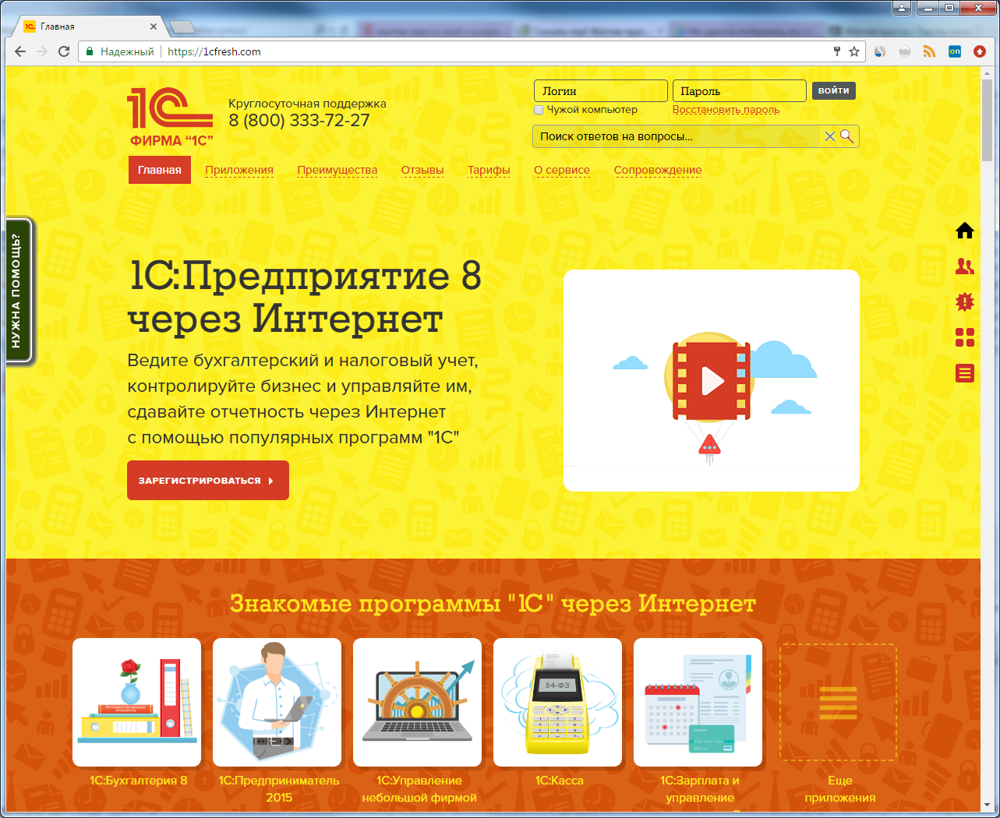 Главная
Надежный
https://1cfresh.com
on
1С
ФИРМА "1С"
Круглосуточная поддержка
8 (800) 333-72-27
Логин
Пароль
ВОЙТИ
Чужой компьютер
Восстановить пароль
Поиск ответов на вопросы...
Главная
Приложения
Преимущества
Отзывы
Тарифы
О сервисе
Сопровождение
НУЖНА ПОМОЩЬ?
1С:Предприятие 8
через Интернет
Ведите бухгалтерский и налоговый учет,
контролируйте бизнес и управляйте им,
сдавайте отчетность через Интернет
с помощью популярных программ "1С"
ЗАРЕГИСТРИРОВАТЬСЯ
Знакомые программы "1С" через Интернет
Регламентированная
отчетность
54-ФЗ
1С:Бухгалтерия 8
1С:Предприниматель
2015
1С:Управление
небольшой фирмой
1С:Касса
1С:Зарплата и
управление
Еще
приложения